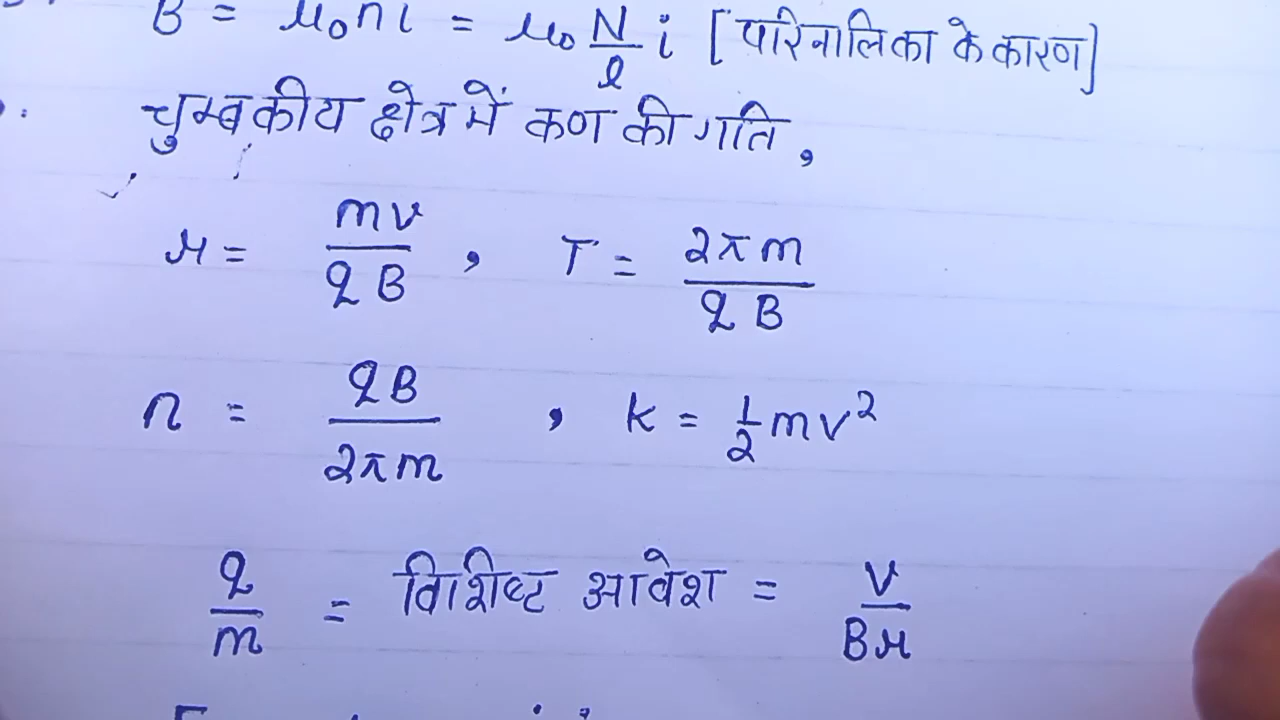 B = μ₀ni = μ₀ N/l i [परिनालिका के कारण]
चुम्बकीय क्षेत्र में कण की गति,
r = mv/qB , T = 2πm/qB
n = qB/2πm , K = 1/2 mv²
q/m = विशिष्ट आवेश = v/Br